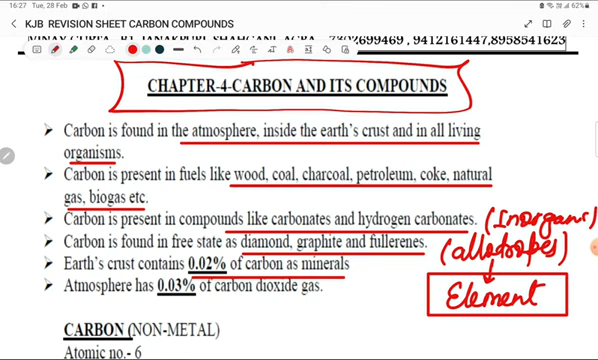 16:27 Tue, 28 Feb
62%
KJB REVISION SHEET CARBON COMPOUNDS
9412161447,8958541623
CHAPTER-4-CARBON AND ITS COMPOUNDS
➤ Carbon is found in the atmosphere, inside the earth's crust and in all living
organisms.
➤ Carbon is present in fuels like wood, coal, charcoal, petroleum, coke, natural
gas, biogas etc.
➤ Carbon is present in compounds like carbonates and hydrogen carbonates. (Inorganic)
➤ Carbon is found in free state as diamond, graphite and fullerenes. (allotropes)
➤ Earth's crust contains 0.02% of carbon as minerals
➤ Atmosphere has 0.03% of carbon dioxide gas.
Element
CARBON (NON-METAL)
Atomic no.- 6